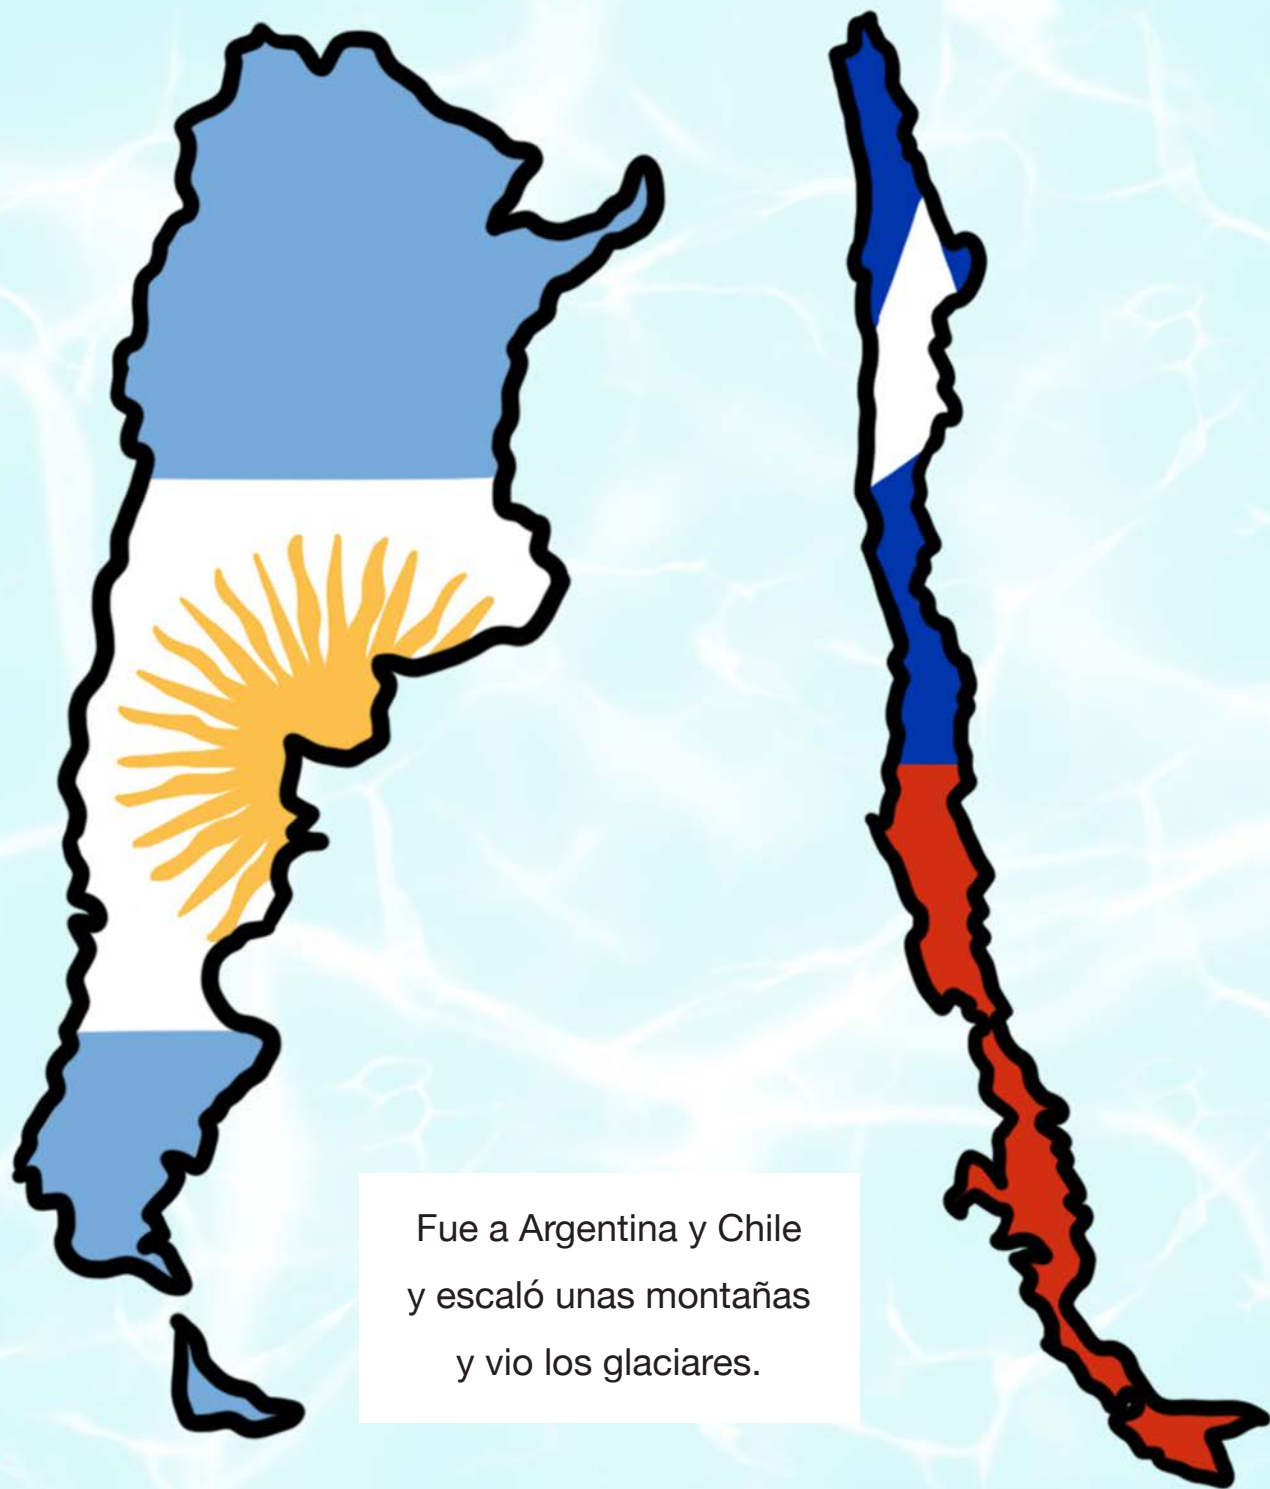 Fue a Argentina y Chile
y escaló unas montañas
y vio los glaciares.